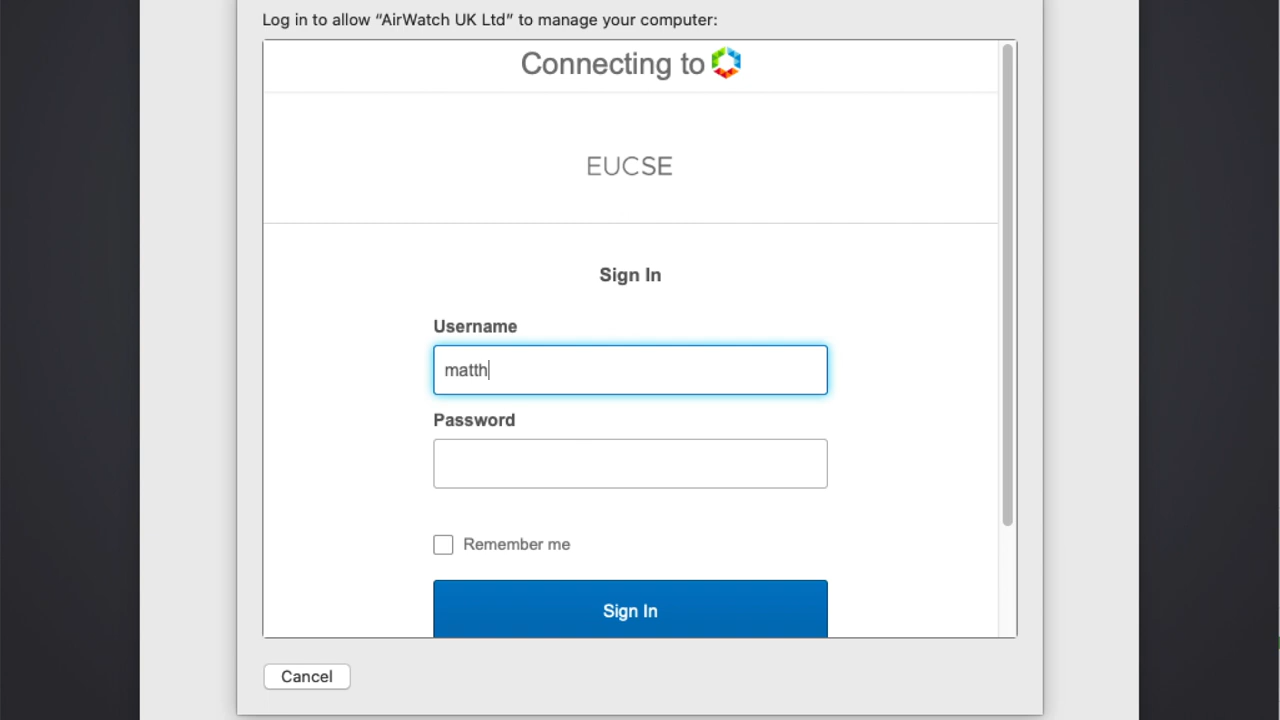 Log in to allow “AirWatch UK Ltd” to manage your computer:
Connecting to
EUCSE
Sign In
Username
matth
Password
Remember me
Sign In
Cancel